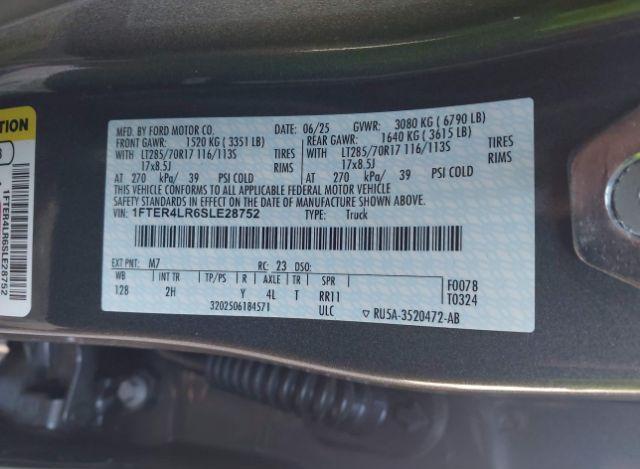 MFD. BY FORD MOTOR CO. DATE: 06/25 GVWR: 3080 KG ( 6790 LB)
FRONT GAWR: 1520 KG ( 3351 LB) REAR GAWR: 1640 KG ( 3615 LB)
WITH LT285/70R17 116/113S TIRES WITH LT285/70R17 116/113S TIRES
17x8.5J RIMS 17x8.5J RIMS
AT 270 kPa/ 39 PSI COLD AT 270 kPa/ 39 PSI COLD
THIS VEHICLE CONFORMS TO ALL APPLICABLE FEDERAL MOTOR VEHICLE
SAFETY STANDARDS IN EFFECT ON THE DATE OF MANUFACTURE SHOWN ABOVE.
VIN: 1FTER4LR6SLE28752 TYPE: Truck
EXT PNT: M7 RC: 23 DSO:
WB INT TR TP/PS R AXLE TR SPR
128 2H Y 4L T RR11
ULC
F0078
T0324
3202506184571
▽ RU5A-3520472-AB
1FTER4LR6SLE28752